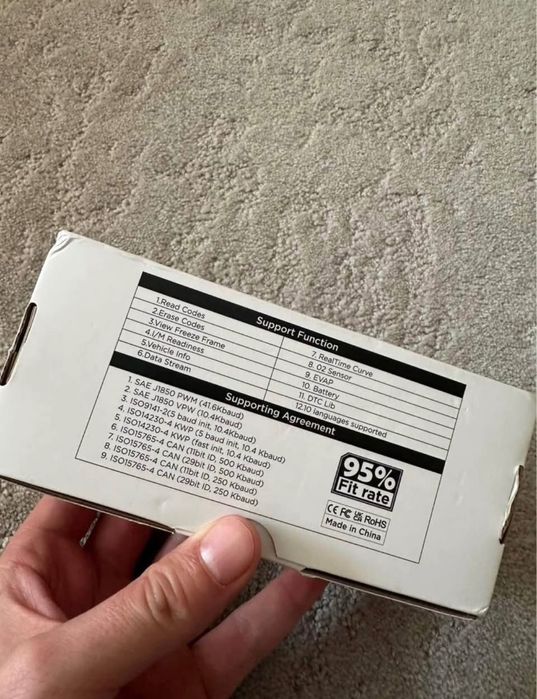 Support Function
1.Read Codes
2.Erase Codes
3.View Freeze Frame
4.I/M Readiness
5.Vehicle Info
6.Data Stream
7. RealTime Curve
8. O2 Sensor
9. EVAP
10. Battery
11. DTC Lib
12.10 languages supported
Supporting Agreement
1. SAE J1850 PWM (41.6Kbaud)
2. SAE J1850 VPW (10.4Kbaud)
3. ISO9141-2(5 baud init, 10.4Kbaud)
4. ISO14230-4 KWP (5 baud init, 10.4 Kbaud)
5. ISO14230-4 KWP (fast init, 10.4 Kbaud)
6. ISO15765-4 CAN (11bit ID, 500 Kbaud)
7. ISO15765-4 CAN (29bit ID, 500 Kbaud)
8. ISO15765-4 CAN (11bit ID, 250 Kbaud)
9. ISO15765-4 CAN (29bit ID, 250 Kbaud)
95%
Fit rate
CE FC UKCA RoHS
Made in China